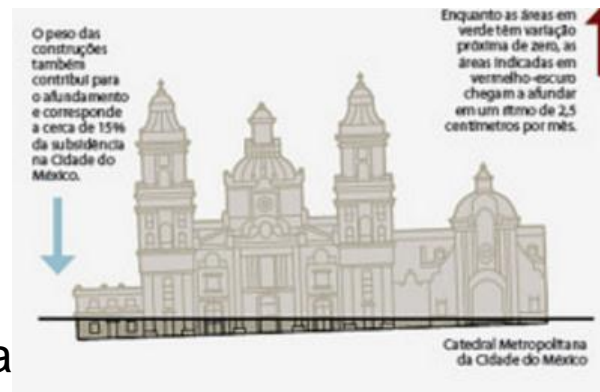 O peso das
construções
também
contribui para
o afundamento
e corresponde
a cerca de 15%
da subsidência
na Cidade do
México.
Enquanto as áreas em
verde têm variação
próxima de zero, as
áreas indicadas em
vermelho-escuro
chegam a afundar
em um ritmo de 2,5
centímetros por mês.
a
Catedral Metropolitana
da Cidade do México